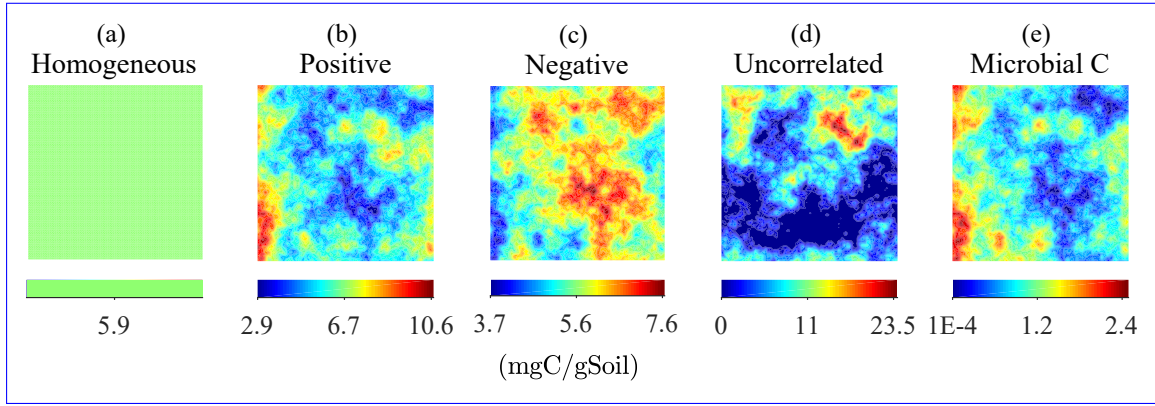 (a) (b) (c) (d) (e)
Homogeneous Positive Negative Uncorrelated Microbial C
5.9 2.9 6.7 10.6 3.7 5.6 7.6 0 11 23.5 1E-4 1.2 2.4
(mgC/gSoil)